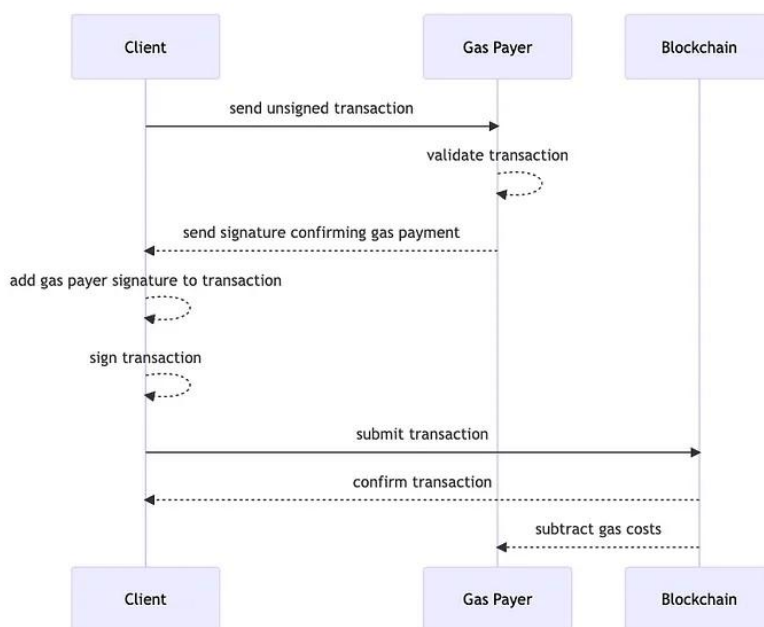 Client
Gas Payer
Blockchain
send unsigned transaction
validate transaction
send signature confirming gas payment
add gas payer signature to transaction
sign transaction
submit transaction
confirm transaction
subtract gas costs
Client
Gas Payer
Blockchain